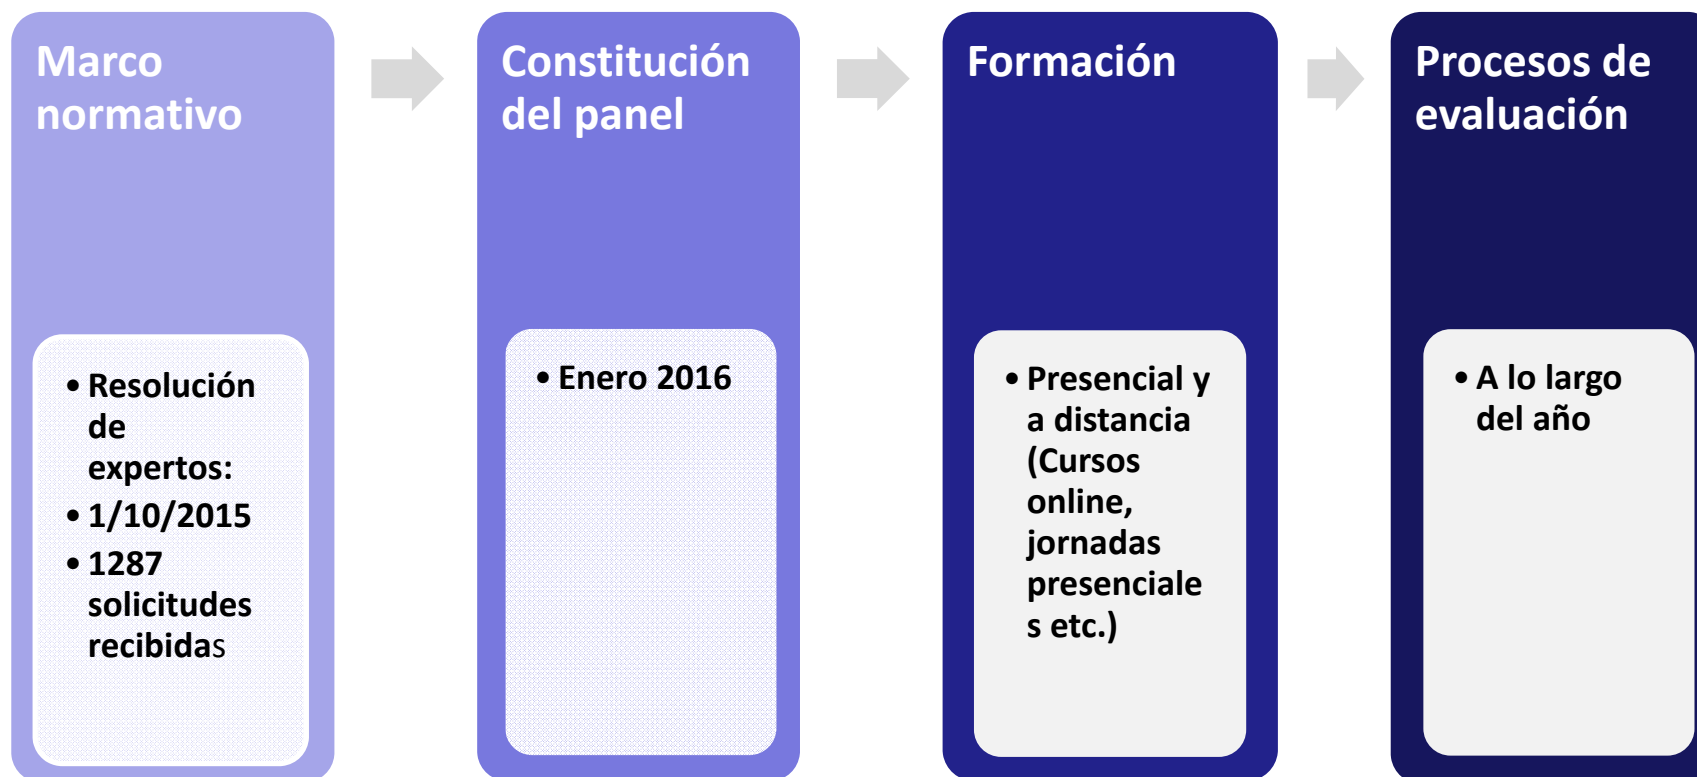 Marco
normativo
• Resolución
de
expertos:
• 1/10/2015
• 1287
solicitudes
recibidas
Constitución
del panel
• Enero 2016
Formación
• Presencial y
a distancia
(Cursos
online,
jornadas
presenciale
s etc.)
Procesos de
evaluación
• A lo largo
del año